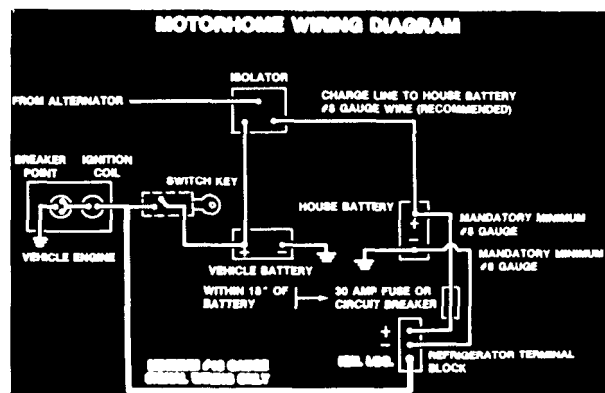 MOTORHOME WIRING DIAGRAM
ISOLATOR
FROM ALTERNATOR
CHARGE LINE TO HOUSE BATTERY
#8 GAUGE WIRE (RECOMMENDED)
BREAKER
POINT
IGNITION
COIL
SWITCH KEY
HOUSE BATTERY
+
−
MANDATORY MINIMUM
#8 GAUGE
MANDATORY MINIMUM
#8 GAUGE
VEHICLE ENGINE
+ −
VEHICLE BATTERY
WITHIN 18" OF
BATTERY
30 AMP FUSE OR
CIRCUIT BREAKER
+
−
REFRIGERATOR TERMINAL
BLOCK
GAUGE
ONLY